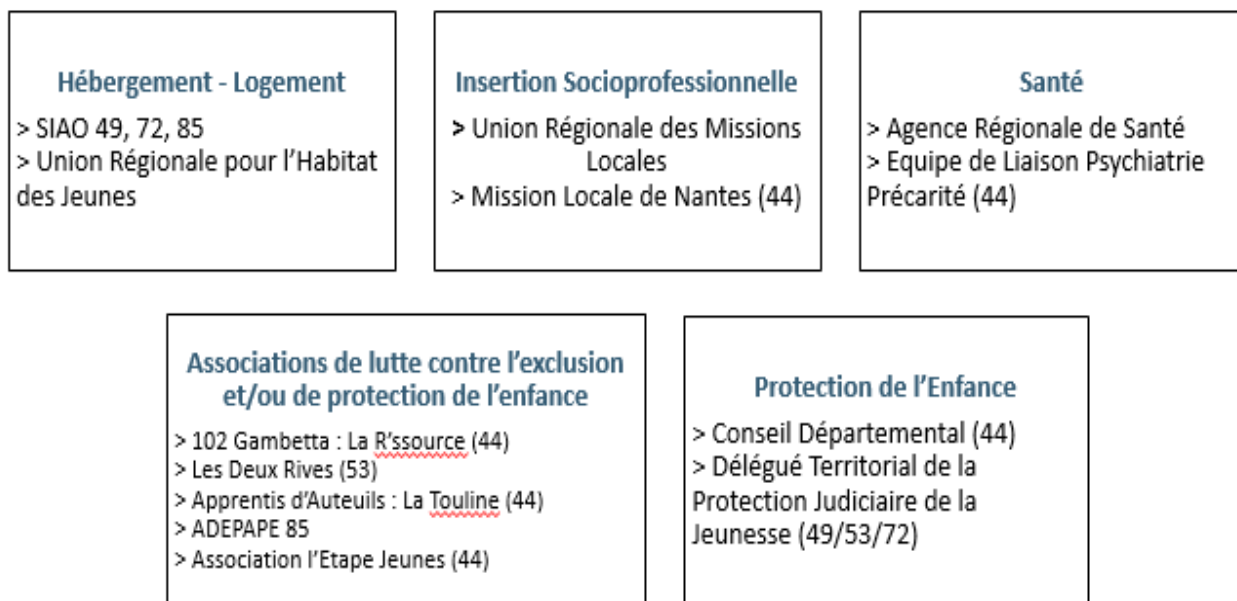 Hébergement - Logement
> SIAO 49, 72, 85
> Union Régionale pour l’Habitat
des Jeunes
Insertion Socioprofessionnelle
> Union Régionale des Missions
Locales
> Mission Locale de Nantes (44)
Santé
> Agence Régionale de Santé
> Equipe de Liaison Psychiatrie
Précarité (44)
Associations de lutte contre l’exclusion
et/ou de protection de l’enfance
> 102 Gambetta : La R’ssource (44)
> Les Deux Rives (53)
> Apprentis d’Auteuils : La Touline (44)
> ADEPAPE 85
> Association l’Etape Jeunes (44)
Protection de l’Enfance
> Conseil Départemental (44)
> Délégué Territorial de la
Protection Judiciaire de la
Jeunesse (49/53/72)